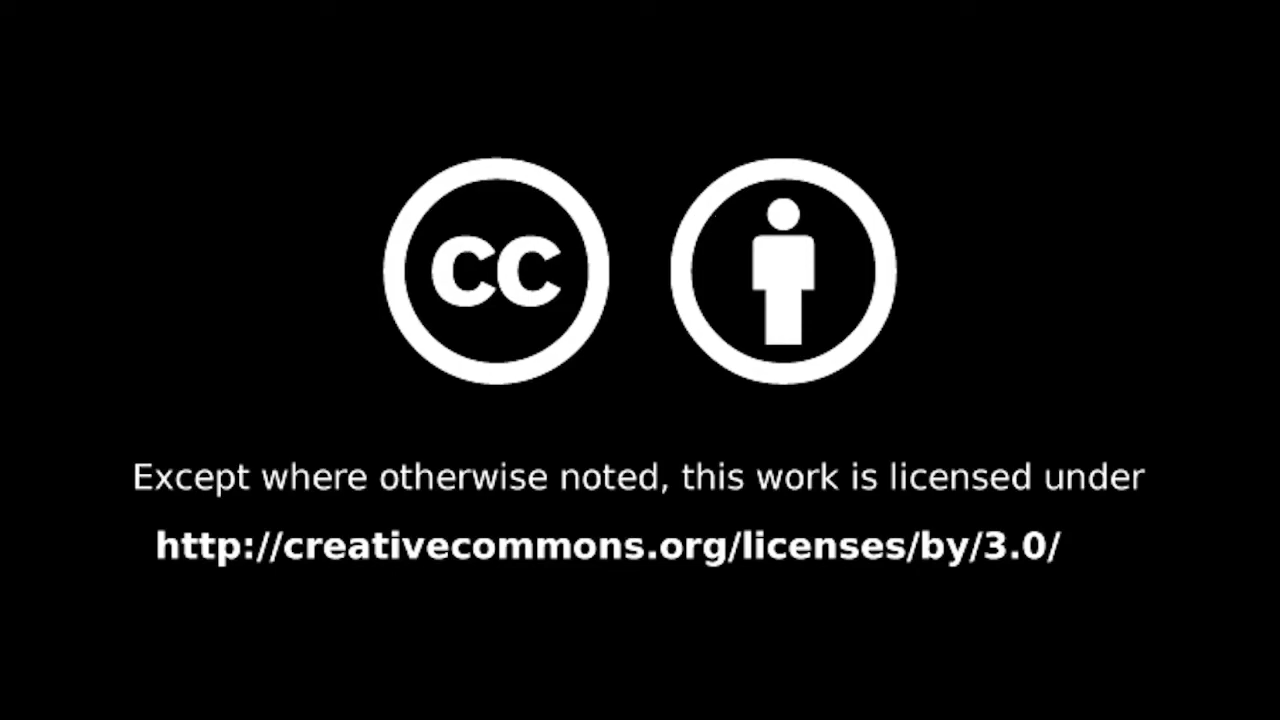 cc
Except where otherwise noted, this work is licensed under
http://creativecommons.org/licenses/by/3.0/